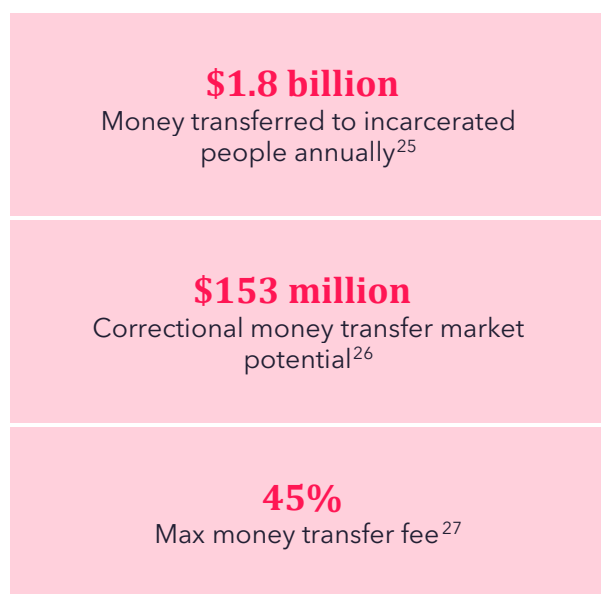 $1.8 billion
Money transferred to incarcerated
people annually25
$153 million
Correctional money transfer market
potential26
45%
Max money transfer fee27